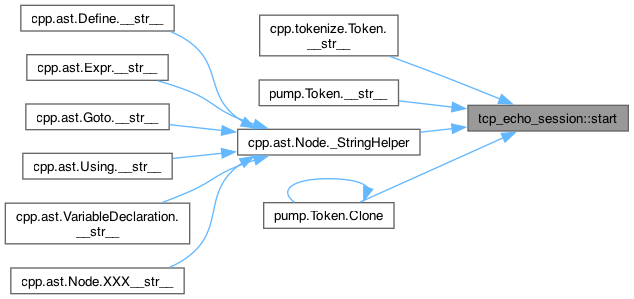 cpp.ast.Define.__str__
cpp.ast.Expr.__str__
cpp.ast.Goto.__str__
cpp.ast.Using.__str__
cpp.ast.VariableDeclaration.
__str__
cpp.ast.Node.XXX__str__
cpp.tokenize.Token.
__str__
pump.Token.__str__
cpp.ast.Node._StringHelper
pump.Token.Clone
tcp_echo_session::start